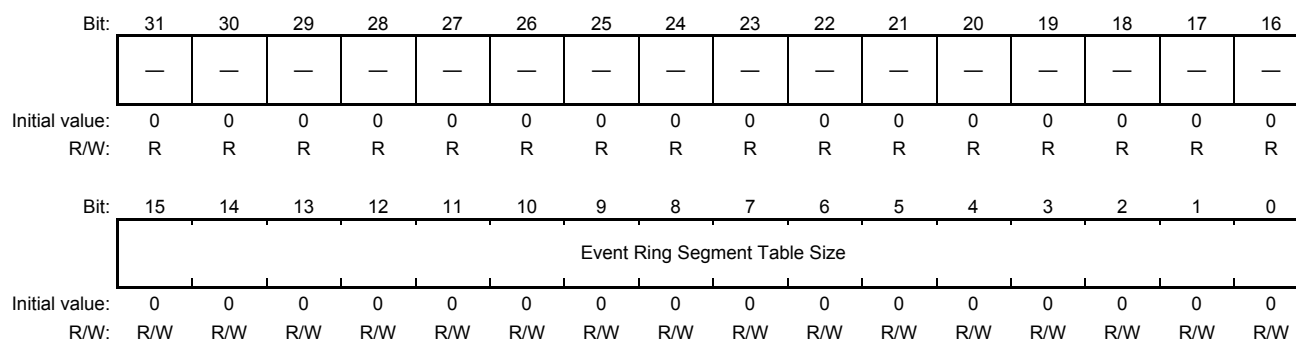 Bit: 31 30 29 28 27 26 25 24 23 22 21 20 19 18 17 16
— — — — — — — — — — — — — — — —
Initial value: 0 0 0 0 0 0 0 0 0 0 0 0 0 0 0 0
R/W: R R R R R R R R R R R R R R R R
Bit: 15 14 13 12 11 10 9 8 7 6 5 4 3 2 1 0
Event Ring Segment Table Size
Initial value: 0 0 0 0 0 0 0 0 0 0 0 0 0 0 0 0
R/W: R/W R/W R/W R/W R/W R/W R/W R/W R/W R/W R/W R/W R/W R/W R/W R/W